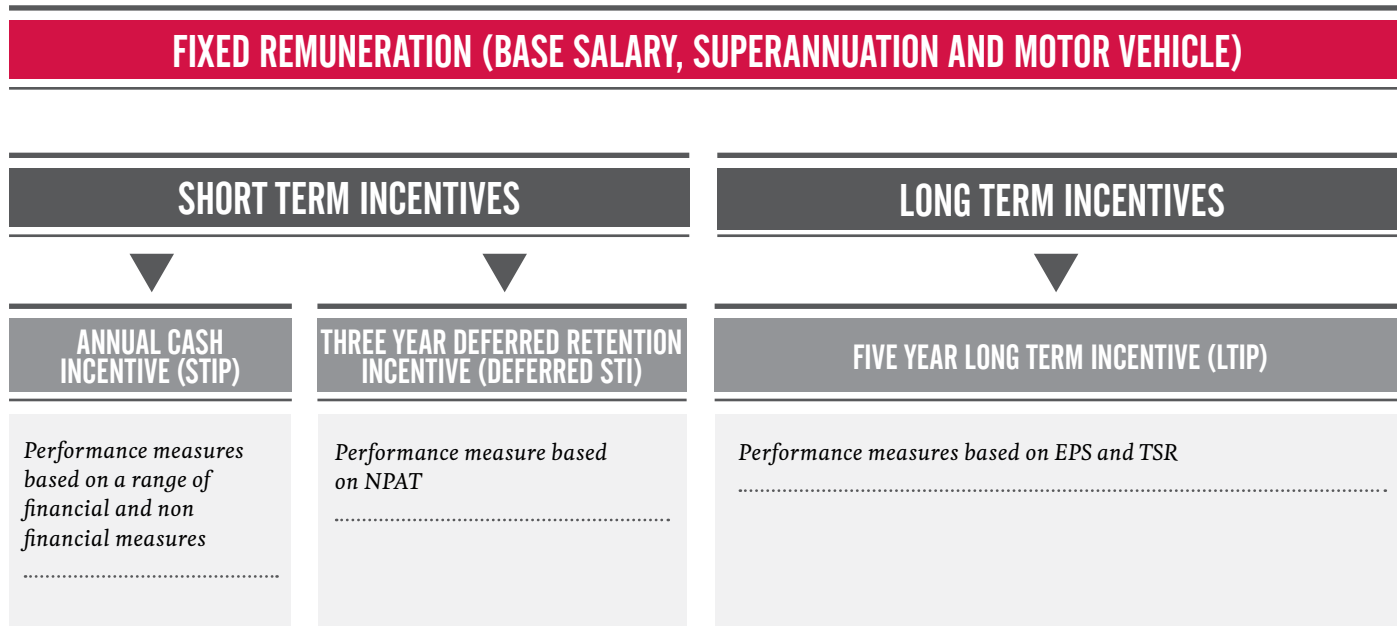 FIXED REMUNERATION (BASE SALARY, SUPERANNUATION AND MOTOR VEHICLE)
SHORT TERM INCENTIVES
LONG TERM INCENTIVES
ANNUAL CASH
INCENTIVE (STIP)
THREE YEAR DEFERRED RETENTION
INCENTIVE (DEFERRED STI)
FIVE YEAR LONG TERM INCENTIVE (LTIP)
Performance measures
based on a range of
financial and non
financial measures
Performance measure based
on NPAT
Performance measures based on EPS and TSR